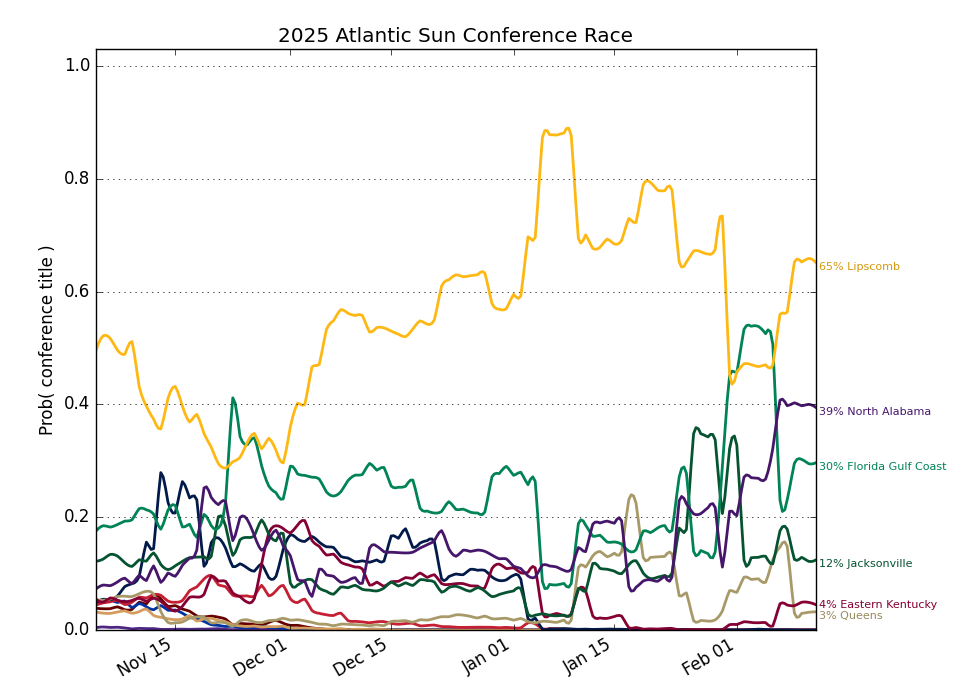 2025 Atlantic Sun Conference Race
1.0
0.8
0.6
0.4
0.2
0.0
Prob( conference title )
65% Lipscomb
39% North Alabama
30% Florida Gulf Coast
12% Jacksonville
4% Eastern Kentucky
3% Queens
Nov 15
Dec 01
Dec 15
Jan 01
Jan 15
Feb 01